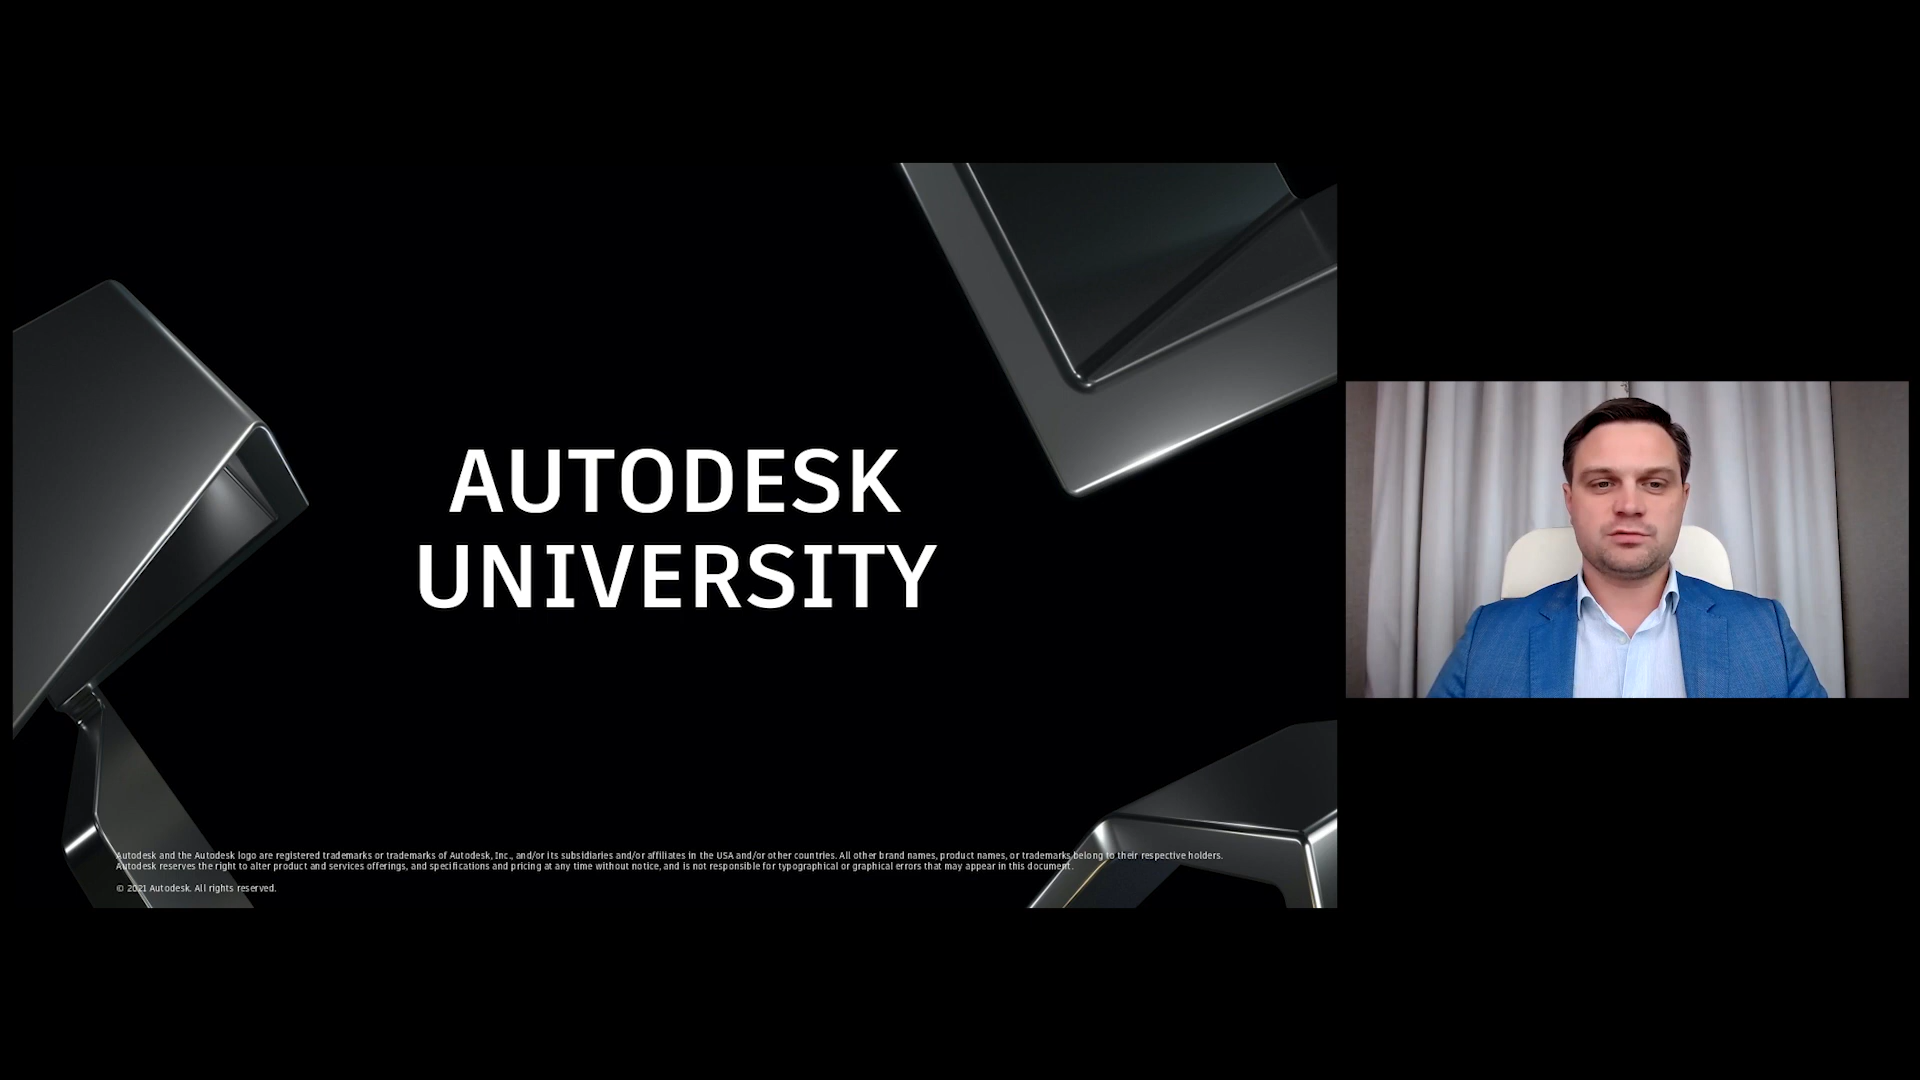 AUTODESK
UNIVERSITY
Autodesk and the Autodesk logo are registered trademarks or trademarks of Autodesk, Inc., and/or its subsidiaries and/or affiliates in the USA and/or other countries. All other brand names, product names, or trademarks belong to their respective holders.
Autodesk reserves the right to alter product and services offerings, and specifications and pricing at any time without notice, and is not responsible for typographical or graphical errors that may appear in this document.
© 2021 Autodesk. All rights reserved.